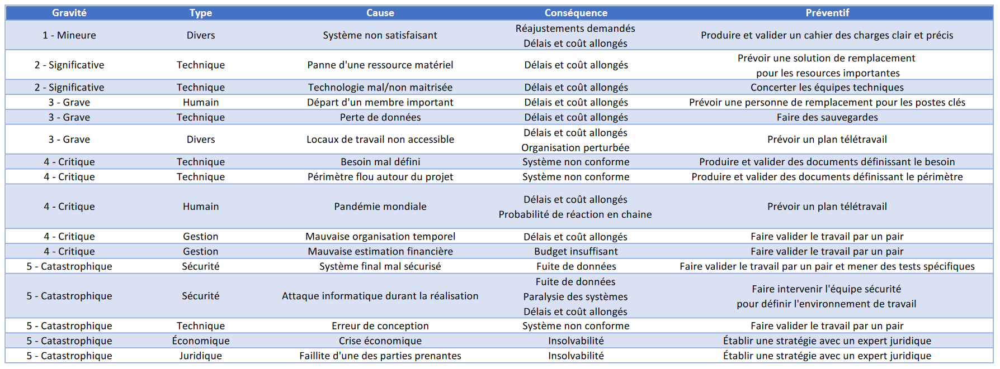 Gravité Type Cause Conséquence Préventif
1 - Mineure Divers Système non satisfaisant Réajustements demandés Produire et valider un cahier des charges clair et précis
Délais et coût allongés
2 - Significative Technique Panne d'une ressource matériel Délais et coût allongés Prévoir une solution de remplacement
pour les resources importantes
2 - Significative Technique Technologie mal/non maitrisée Délais et coût allongés Concerter les équipes techniques
3 - Grave Humain Départ d'un membre important Délais et coût allongés Prévoir une personne de remplacement pour les postes clés
3 - Grave Technique Perte de données Délais et coût allongés Faire des sauvegardes
3 - Grave Divers Locaux de travail non accessible Délais et coût allongés Prévoir un plan télétravail
Organisation perturbée
4 - Critique Technique Besoin mal défini Système non conforme Produire et valider des documents définissant le besoin
4 - Critique Technique Périmètre flou autour du projet Système non conforme Produire et valider des documents définissant le périmètre
4 - Critique Humain Pandémie mondiale Délais et coût allongés Prévoir un plan télétravail
Probabilité de réaction en chaine
4 - Critique Gestion Mauvaise organisation temporel Délais et coût allongés Faire valider le travail par un pair
4 - Critique Gestion Mauvaise estimation financière Budget insuffisant Faire valider le travail par un pair
5 - Catastrophique Sécurité Système final mal sécurisé Fuite de données Faire valider le travail par un pair et mener des tests spécifiques
5 - Catastrophique Sécurité Attaque informatique durant la réalisation Fuite de données Faire intervenir l'équipe sécurité
Paralysie des systèmes pour définir l'environnement de travail
Délais et coût allongés
5 - Catastrophique Technique Erreur de conception Système non conforme Faire valider le travail par un pair
5 - Catastrophique Économique Crise économique Insolvabilité Établir une stratégie avec un expert juridique
5 - Catastrophique Juridique Faillite d'une des parties prenantes Insolvabilité Établir une stratégie avec un expert juridique